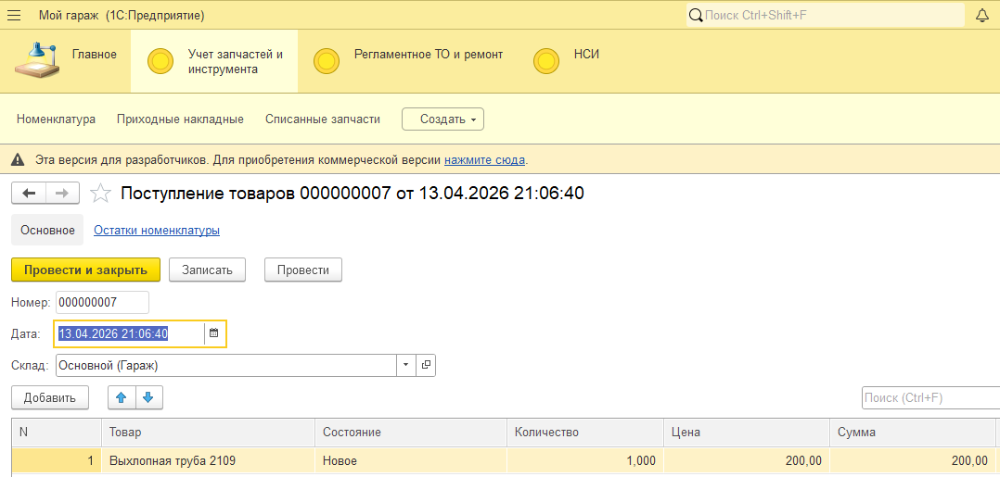 Мой гараж (1С:Предприятие)
Поиск Ctrl+Shift+F
Главное
Учет запчастей и
инструмента
Регламентное ТО и ремонт
НСИ
Номенклатура Приходные накладные Списанные запчасти Создать
Эта версия для разработчиков. Для приобретения коммерческой версии нажмите сюда.
Поступление товаров 000000007 от 13.04.2026 21:06:40
Основное Остатки номенклатуры
Провести и закрыть Записать Провести
Номер: 000000007
Дата: 13.04.2026 21:06:40
Склад: Основной (Гараж)
Добавить Поиск (Ctrl+F)
N Товар Состояние Количество Цена Сумма
1 Выхлопная труба 2109 Новое 1,000 200,00 200,00